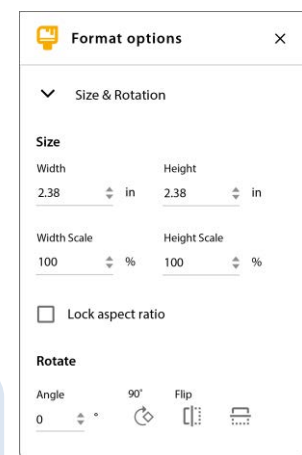 Format options
Size & Rotation
Size
Width Height
2.38 in 2.38 in
Width Scale Height Scale
100 % 100 %
Lock aspect ratio
Rotate
Angle 90° Flip
0 °